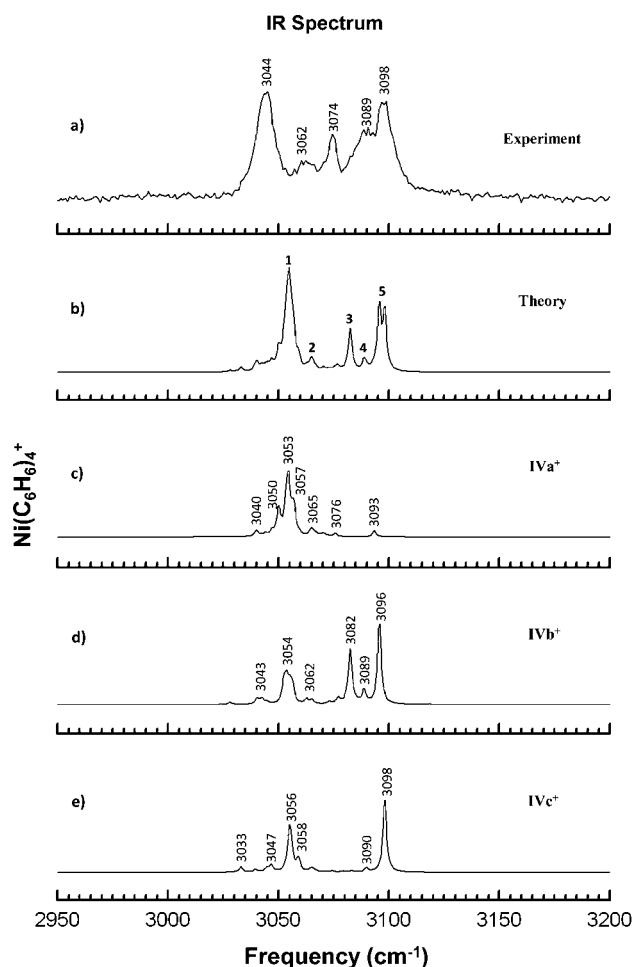 IR Spectrum
3044
3062
3074
3089
3098
a)
Experiment
1
2
3
4
5
b)
Theory
3040
3050
3053
3057
3065
3076
3093
c)
IVa⁺
3043
3054
3062
3082
3089
3096
d)
IVb⁺
3033
3047
3056
3058
3090
3098
e)
IVc⁺
Ni(C₆H₆)₄⁺
2950 3000 3050 3100 3150 3200
Frequency (cm⁻¹)